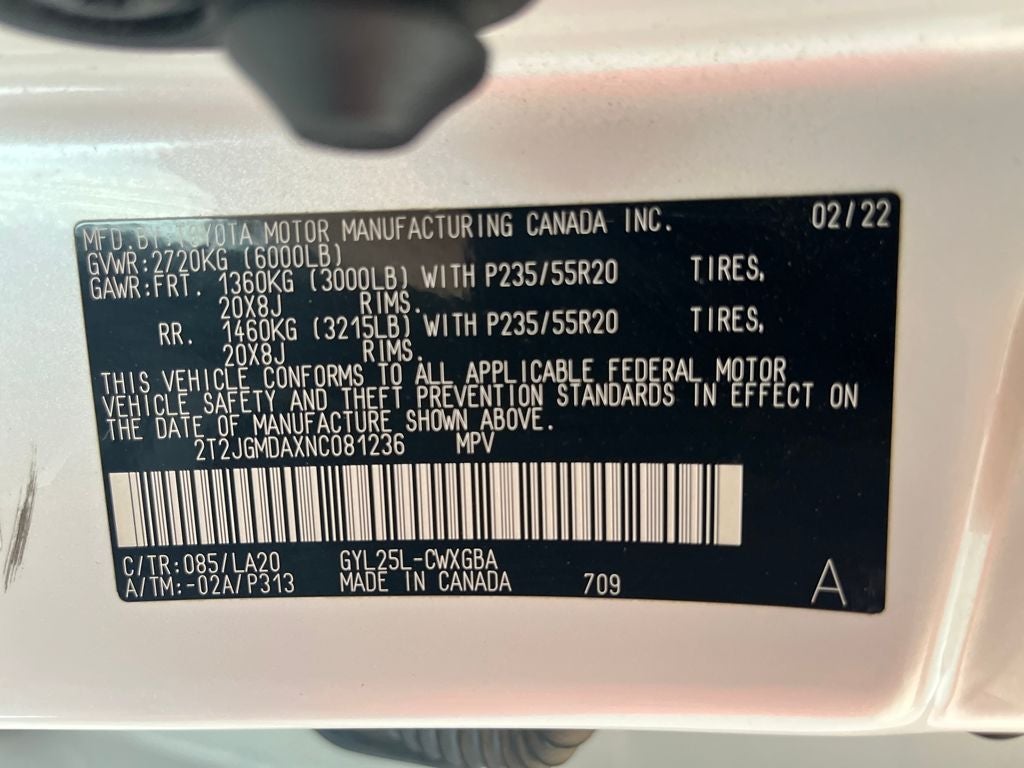 MFD.BY:TOYOTA MOTOR MANUFACTURING CANADA INC. 02/22
GVWR:2720KG (6000LB)
GAWR:FRT. 1360KG (3000LB) WITH P235/55R20 TIRES,
20X8J RIMS.
RR. 1460KG (3215LB) WITH P235/55R20 TIRES,
20X8J RIMS.
THIS VEHICLE CONFORMS TO ALL APPLICABLE FEDERAL MOTOR
VEHICLE SAFETY AND THEFT PREVENTION STANDARDS IN EFFECT ON
THE DATE OF MANUFACTURE SHOWN ABOVE.
2T2JGMDAXNC081236 MPV
C/TR:085/LA20 GYL25L-CWXGBA
A/TM:-02A/P313 MADE IN CANADA 709 A